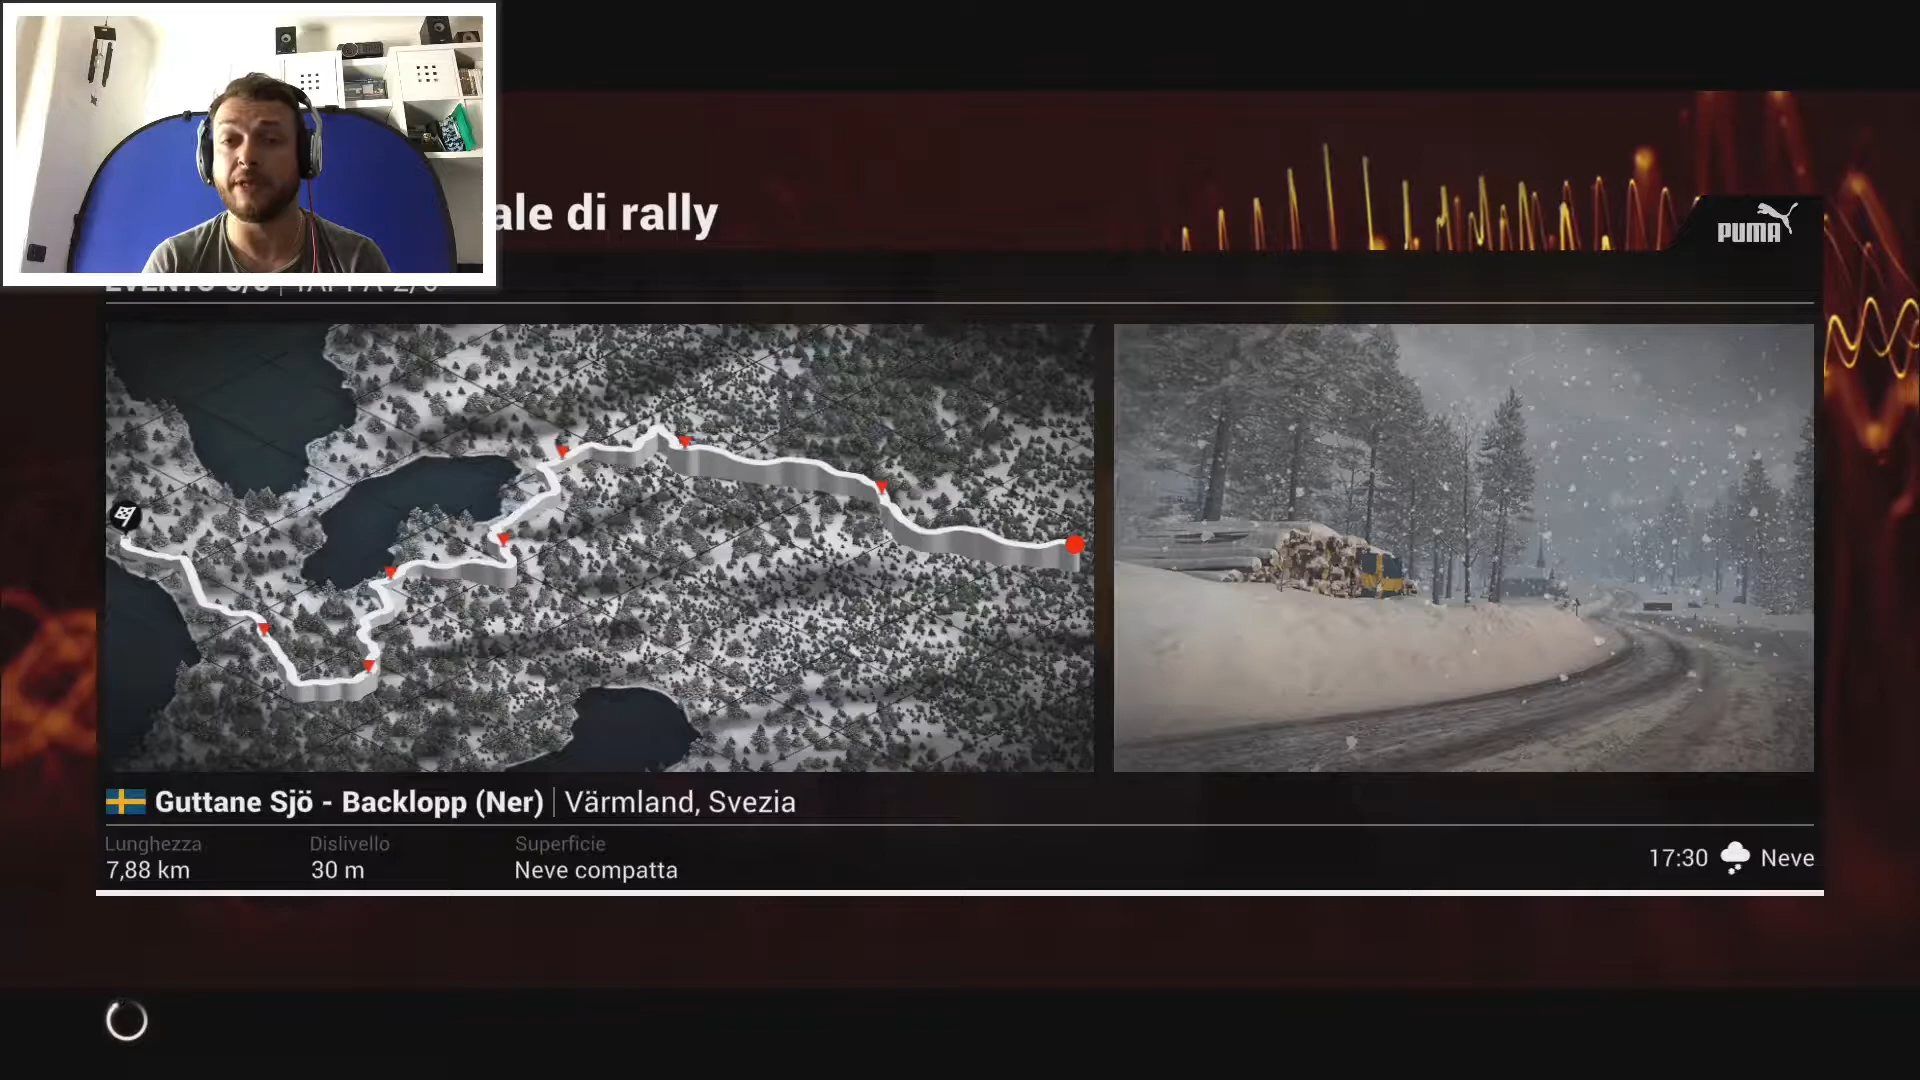 ale di rally
PUMA
Guttane Sjö - Backlopp (Ner) | Värmland, Svezia
Lunghezza
7,88 km
Dislivello
30 m
Superficie
Neve compatta
17:30 Neve